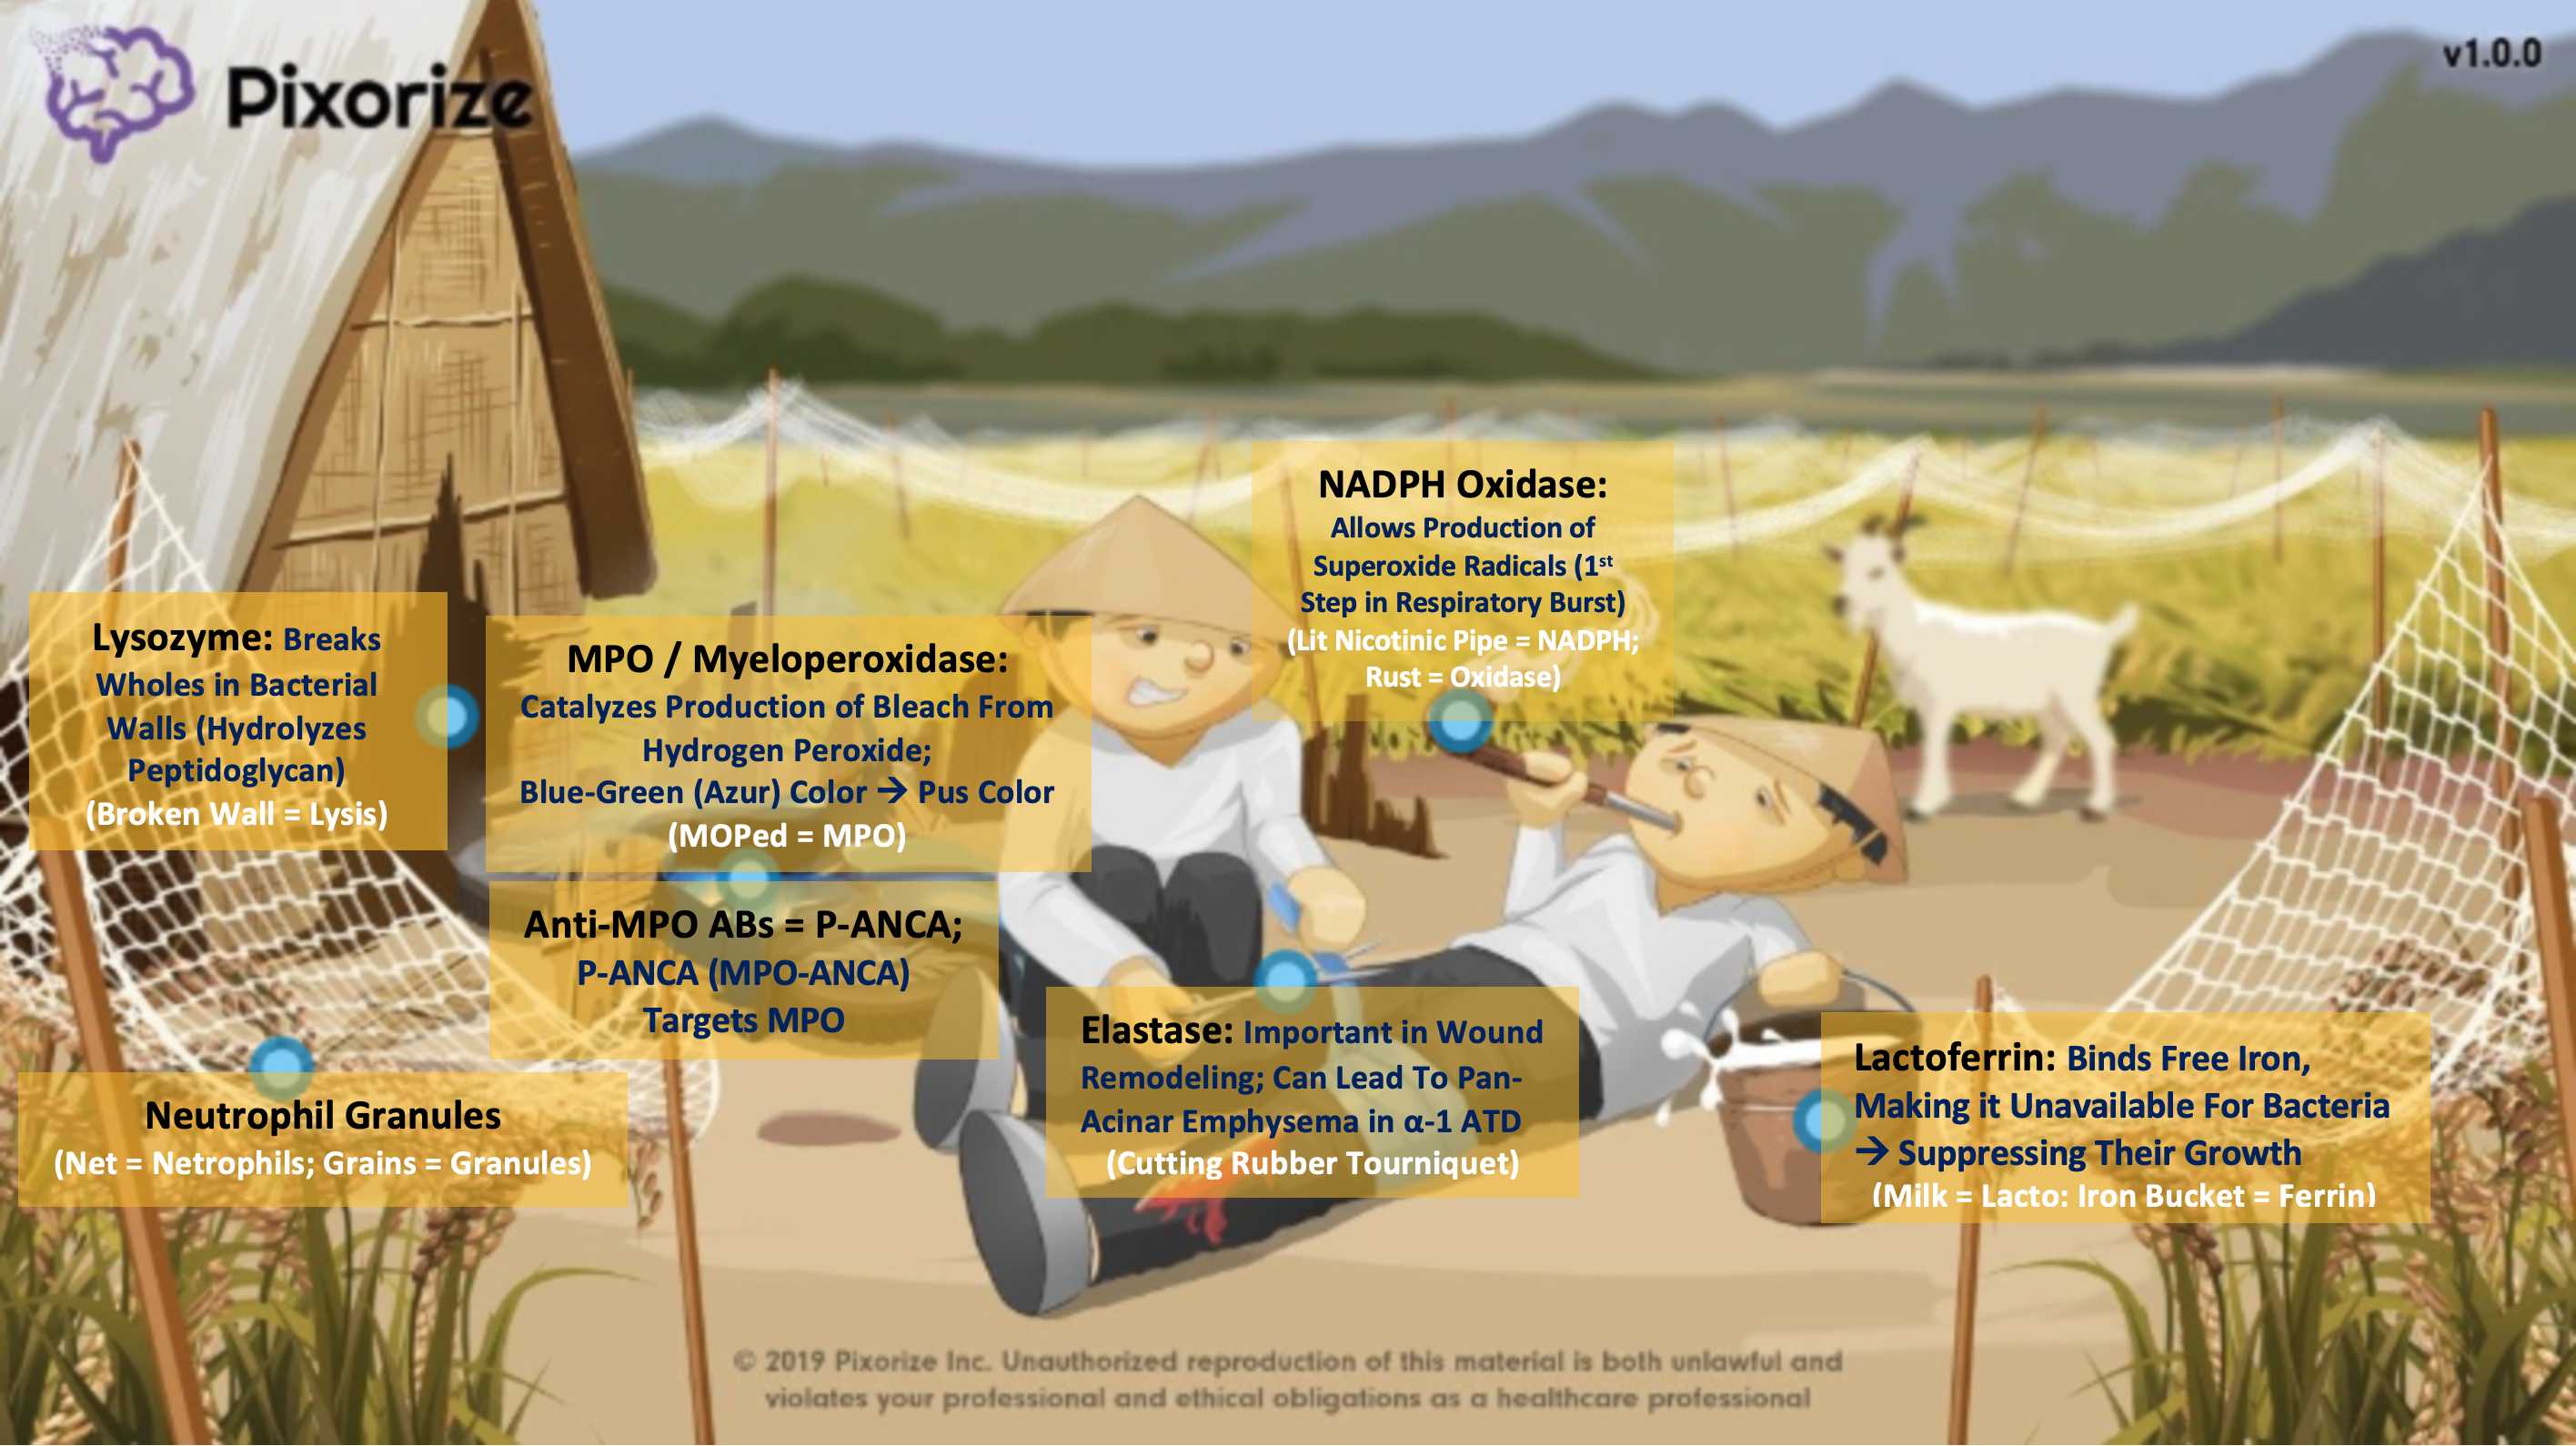 Pixorize
v1.0.0
NADPH Oxidase:
Allows Production of
Superoxide Radicals (1st
Step in Respiratory Burst)
(Lit Nicotinic Pipe = NADPH;
Rust = Oxidase)
Lysozyme: Breaks
Wholes in Bacterial
Walls (Hydrolyzes
Peptidoglycan)
(Broken Wall = Lysis)
MPO / Myeloperoxidase:
Catalyzes Production of Bleach From
Hydrogen Peroxide;
Blue-Green (Azur) Color → Pus Color
(MOPed = MPO)
Anti-MPO ABs = P-ANCA;
P-ANCA (MPO-ANCA)
Targets MPO
Elastase: Important in Wound
Remodeling; Can Lead To Pan-
Acinar Emphysema in α-1 ATD
(Cutting Rubber Tourniquet)
Lactoferrin: Binds Free Iron,
Making it Unavailable For Bacteria
→ Suppressing Their Growth
(Milk = Lacto: Iron Bucket = Ferrin)
Neutrophil Granules
(Net = Netrophils; Grains = Granules)
© 2019 Pixorize Inc. Unauthorized reproduction of this material is both unlawful and
violates your professional and ethical obligations as a healthcare professional